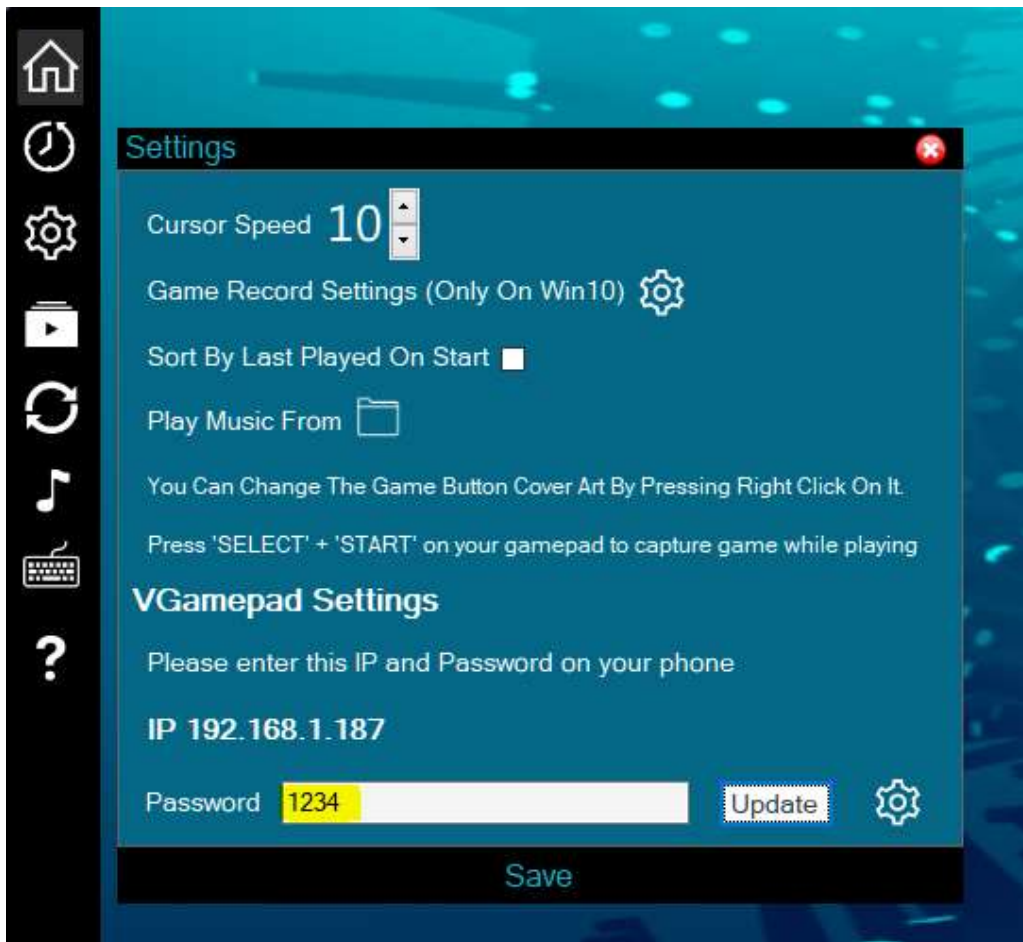 Settings
Cursor Speed 10
Game Record Settings (Only On Win10)
Sort By Last Played On Start
Play Music From
You Can Change The Game Button Cover Art By Pressing Right Click On It.
Press 'SELECT' + 'START' on your gamepad to capture game while playing
VGamepad Settings
Please enter this IP and Password on your phone
IP 192.168.1.187
Password 1234 Update
Save
?